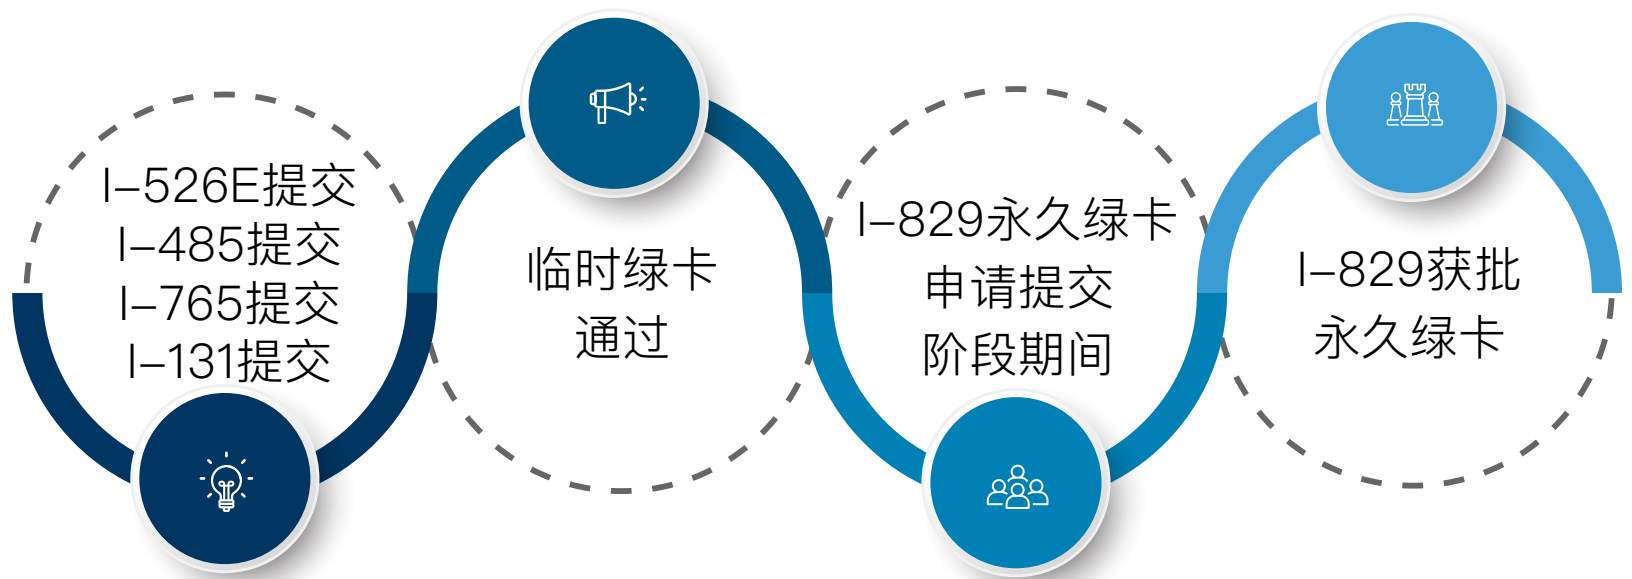 I-526E提交
I-485提交
I-765提交
I-131提交
临时绿卡
通过
I-829永久绿卡
申请提交
阶段期间
I-829获批
永久绿卡